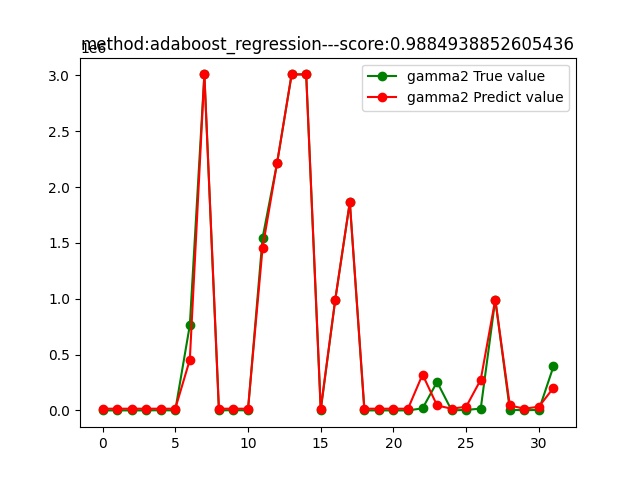 method:adaboost_regression---score:0.9884938852605436
1e6
gamma2 True value
gamma2 Predict value
3.0
2.5
2.0
1.5
1.0
0.5
0.0
0 5 10 15 20 25 30